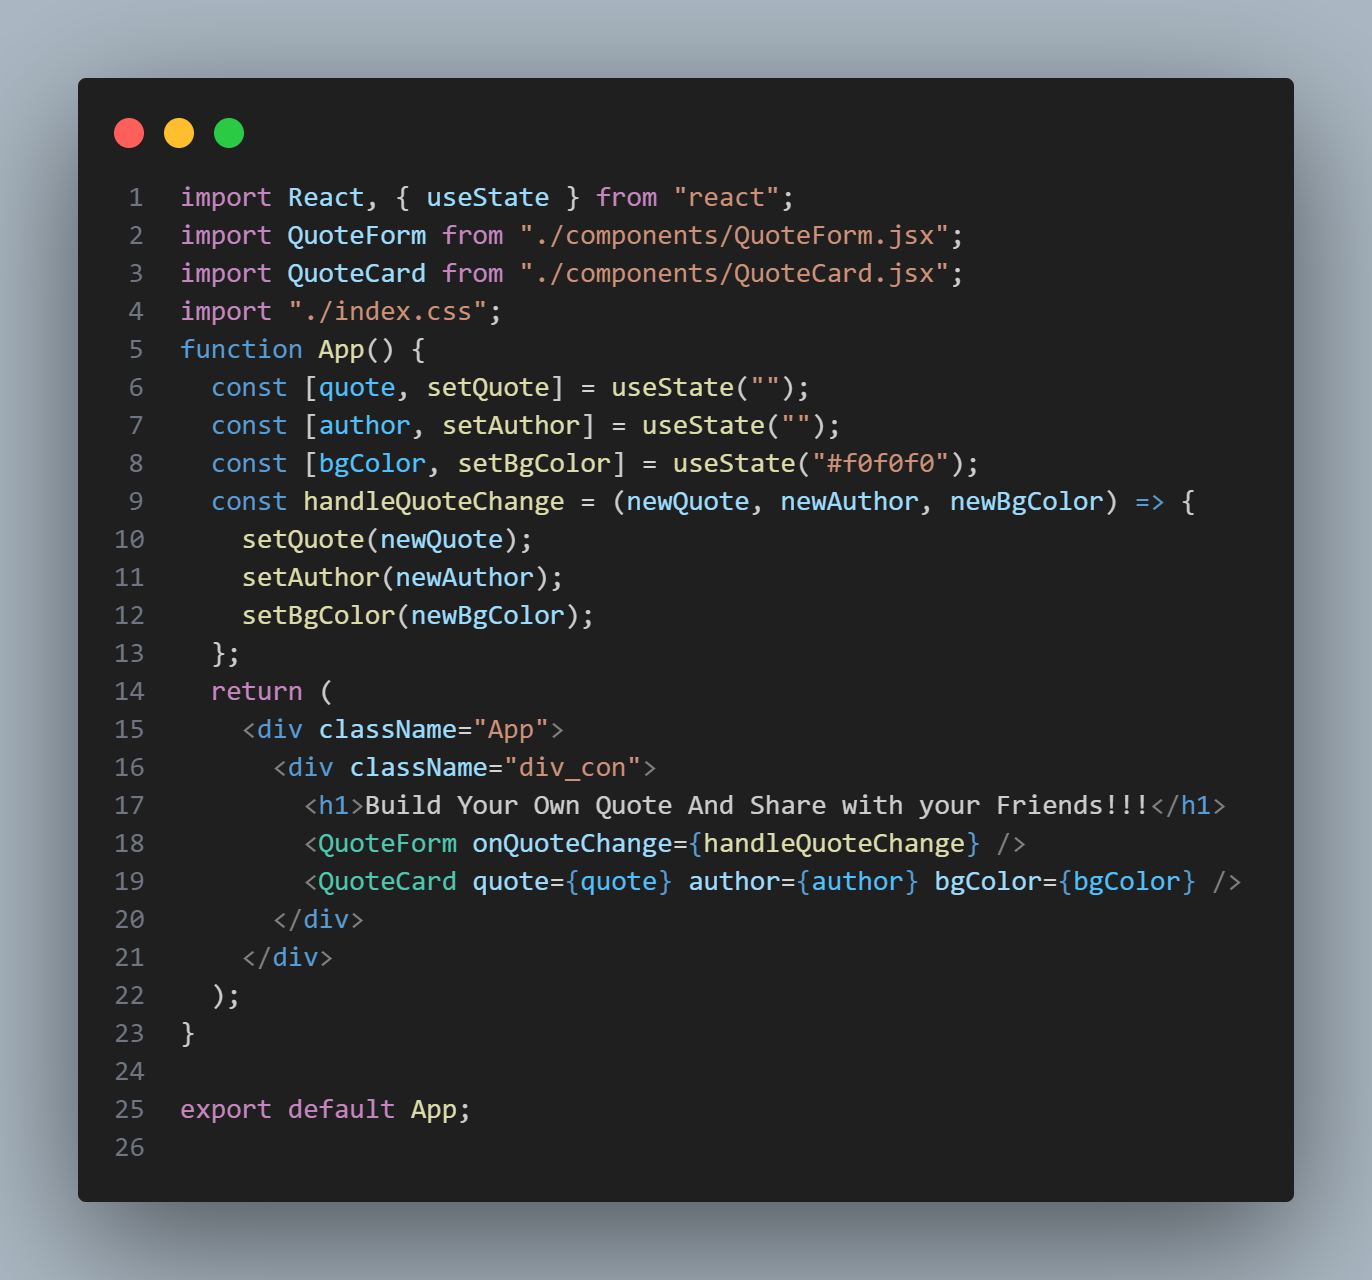 1 import React, { useState } from "react";
2 import QuoteForm from "./components/QuoteForm.jsx";
3 import QuoteCard from "./components/QuoteCard.jsx";
4 import "./index.css";
5 function App() {
6   const [quote, setQuote] = useState("");
7   const [author, setAuthor] = useState("");
8   const [bgColor, setBgColor] = useState("#f0f0f0");
9   const handleQuoteChange = (newQuote, newAuthor, newBgColor) => {
10     setQuote(newQuote);
11     setAuthor(newAuthor);
12     setBgColor(newBgColor);
13   };
14   return (
15     <div className="App">
16       <div className="div_con">
17         <h1>Build Your Own Quote And Share with your Friends!!!</h1>
18         <QuoteForm onQuoteChange={handleQuoteChange} />
19         <QuoteCard quote={quote} author={author} bgColor={bgColor} />
20       </div>
21     </div>
22   );
23 }
24
25 export default App;
26